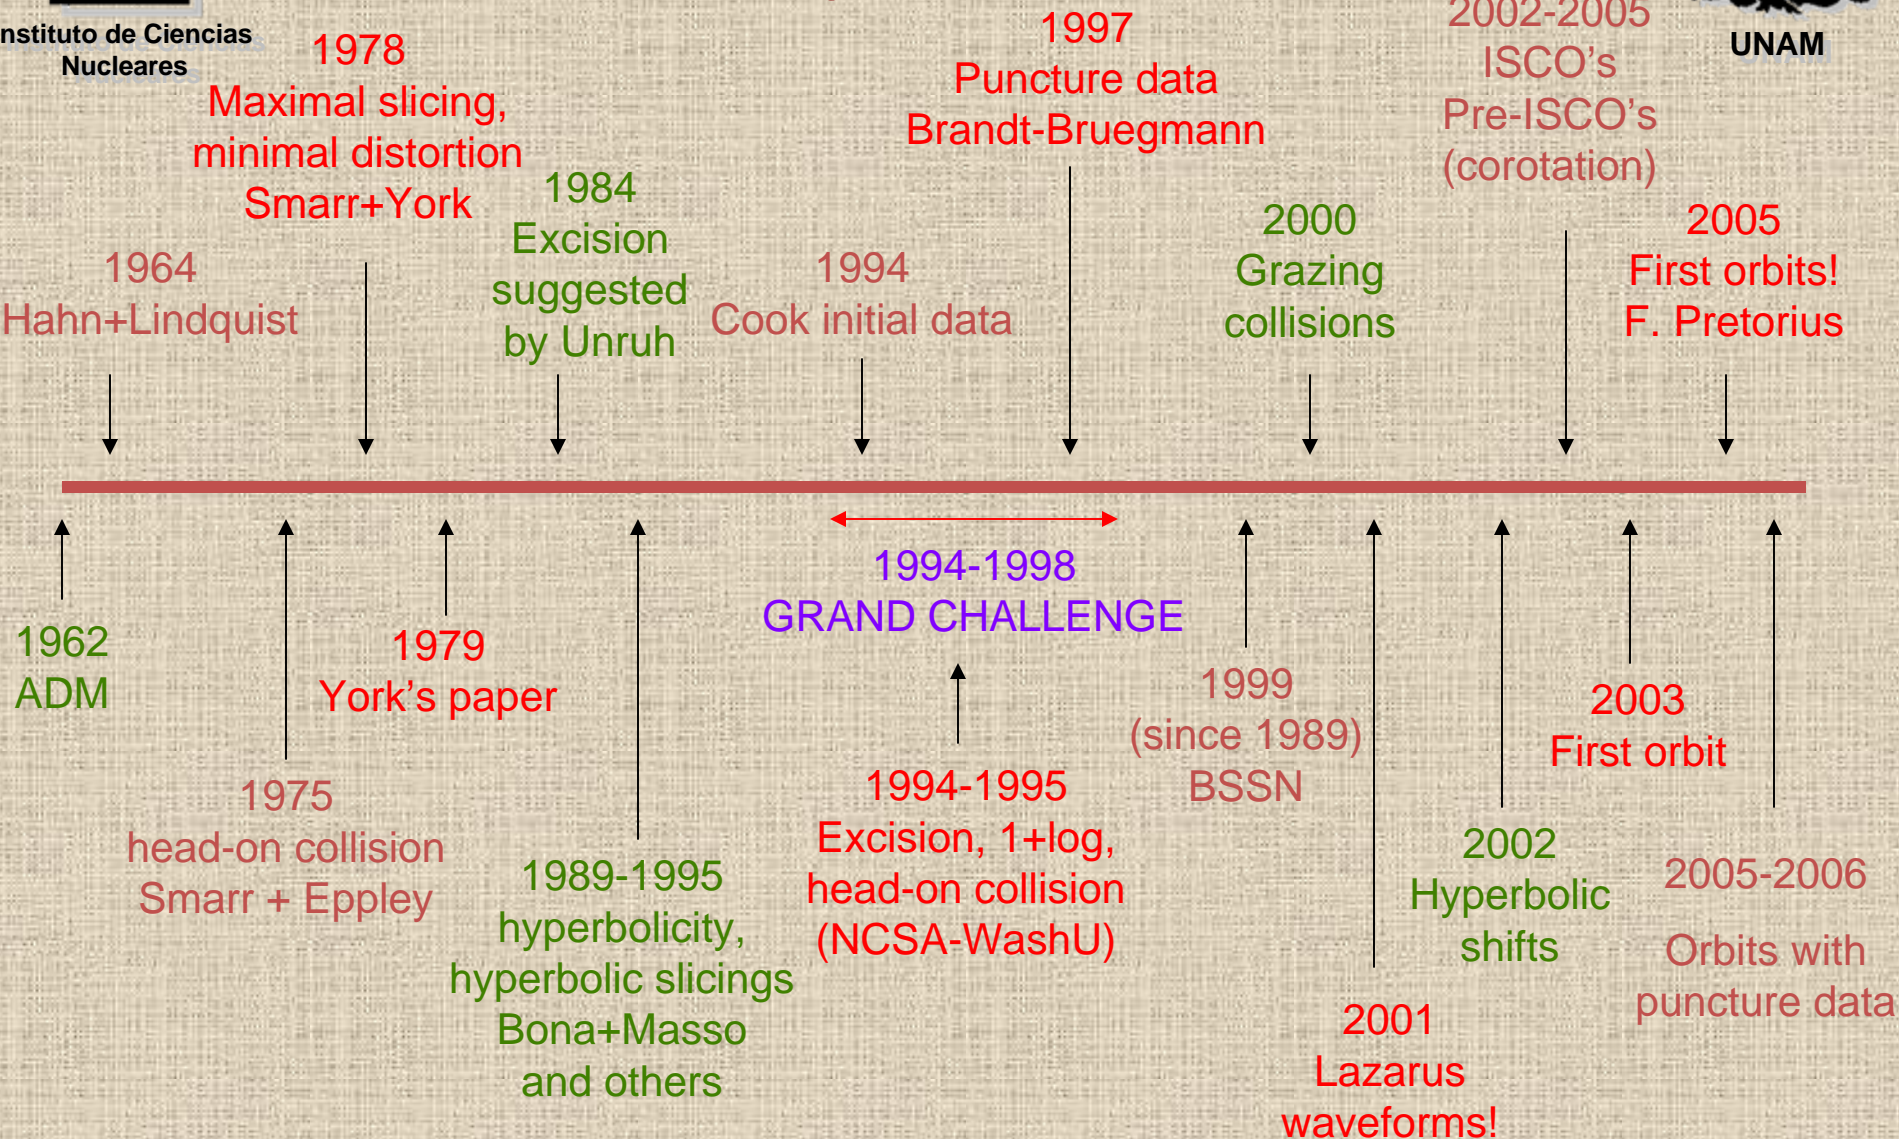 nstituto de Ciencias
Nucleares
UNAM
1978
Maximal slicing,
minimal distortion
Smarr+York
1997
Puncture data
Brandt-Bruegmann
2002-2005
ISCO's
Pre-ISCO's
(corotation)
1964
Hahn+Lindquist
1984
Excision
suggested
by Unruh
1994
Cook initial data
2000
Grazing
collisions
2005
First orbits!
F. Pretorius
1962
ADM
1975
head-on collision
Smarr + Eppley
1979
York's paper
1989-1995
hyperbolicity,
hyperbolic slicings
Bona+Masso
and others
1994-1998
GRAND CHALLENGE
1994-1995
Excision, 1+log,
head-on collision
(NCSA-WashU)
1999
(since 1989)
BSSN
2001
Lazarus
waveforms!
2002
Hyperbolic
shifts
2003
First orbit
2005-2006
Orbits with
puncture data